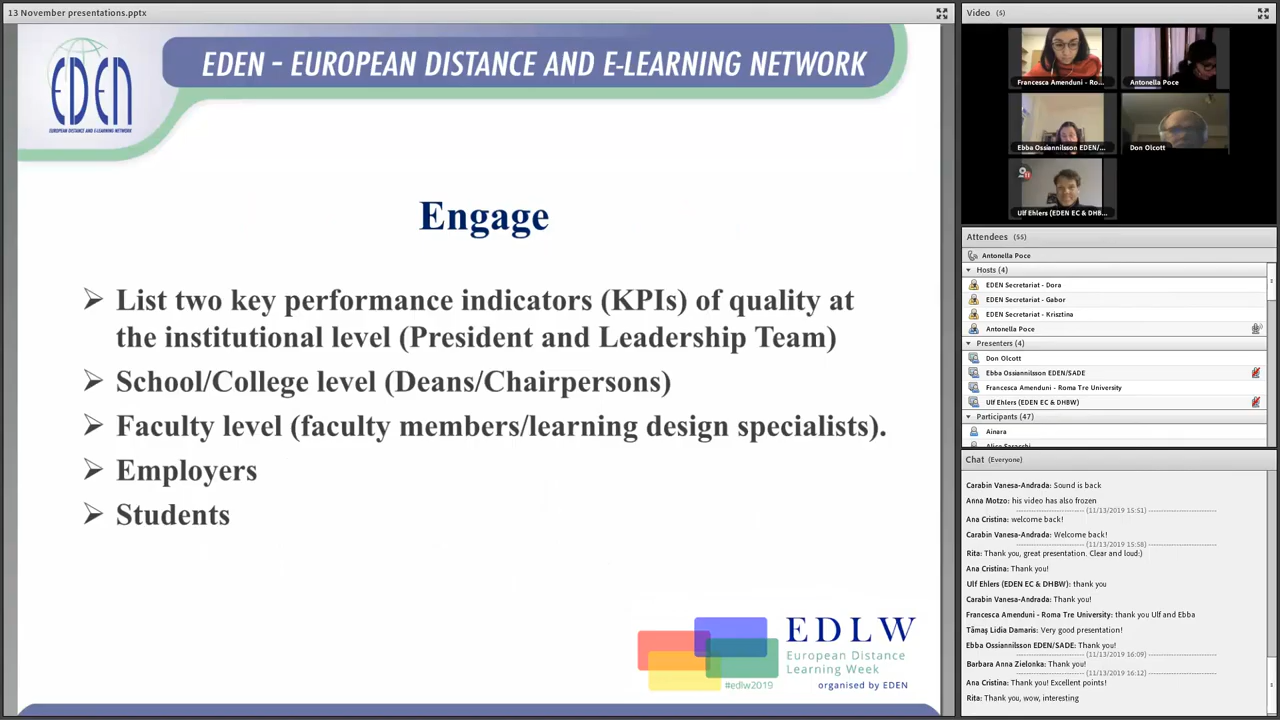 13 November presentations.pptx
EDEN
EUROPEAN DISTANCE AND E-LEARNING NETWORK
EDEN – EUROPEAN DISTANCE AND E-LEARNING NETWORK
Engage
List two key performance indicators (KPIs) of quality at
the institutional level (President and Leadership Team)
School/College level (Deans/Chairpersons)
Faculty level (faculty members/learning design specialists).
Employers
Students
EDLW
European Distance
Learning Week
#edlw2019
organised by EDEN
Video (5)
Francesca Amenduni - Ro...
Antonella Poce
Ebba Ossiannilsson EDEN/...
Don Olcott
Ulf Ehlers (EDEN EC & DHB...
Attendees (55)
Antonella Poce
Hosts (4)
EDEN Secretariat - Dora
EDEN Secretariat - Gabor
EDEN Secretariat - Krisztina
Antonella Poce
Presenters (4)
Don Olcott
Ebba Ossiannilsson EDEN/SADE
Francesca Amenduni - Roma Tre University
Ulf Ehlers (EDEN EC & DHBW)
Participants (47)
Ainara
Chat (Everyone)
Carabin Vanesa-Andrada: Sound is back
Anna Motzo: his video has also frozen
(11/13/2019 15:51)
Ana Cristina: welcome back!
Carabin Vanesa-Andrada: Welcome back!
(11/13/2019 15:58)
Rita: Thank you, great presentation. Clear and loud:)
Ana Cristina: Thank you!
Ulf Ehlers (EDEN EC & DHBW): thank you
Carabin Vanesa-Andrada: Thank you!
Francesca Amenduni - Roma Tre University: thank you Ulf and Ebba
Tămaş Lidia Damaris: Very good presentation!
Ebba Ossiannilsson EDEN/SADE: Thank you!
(11/13/2019 16:09)
Barbara Anna Zielonka: Thank you!
(11/13/2019 16:12)
Ana Cristina: Thank you! Excellent points!
Rita: Thank you, wow, interesting